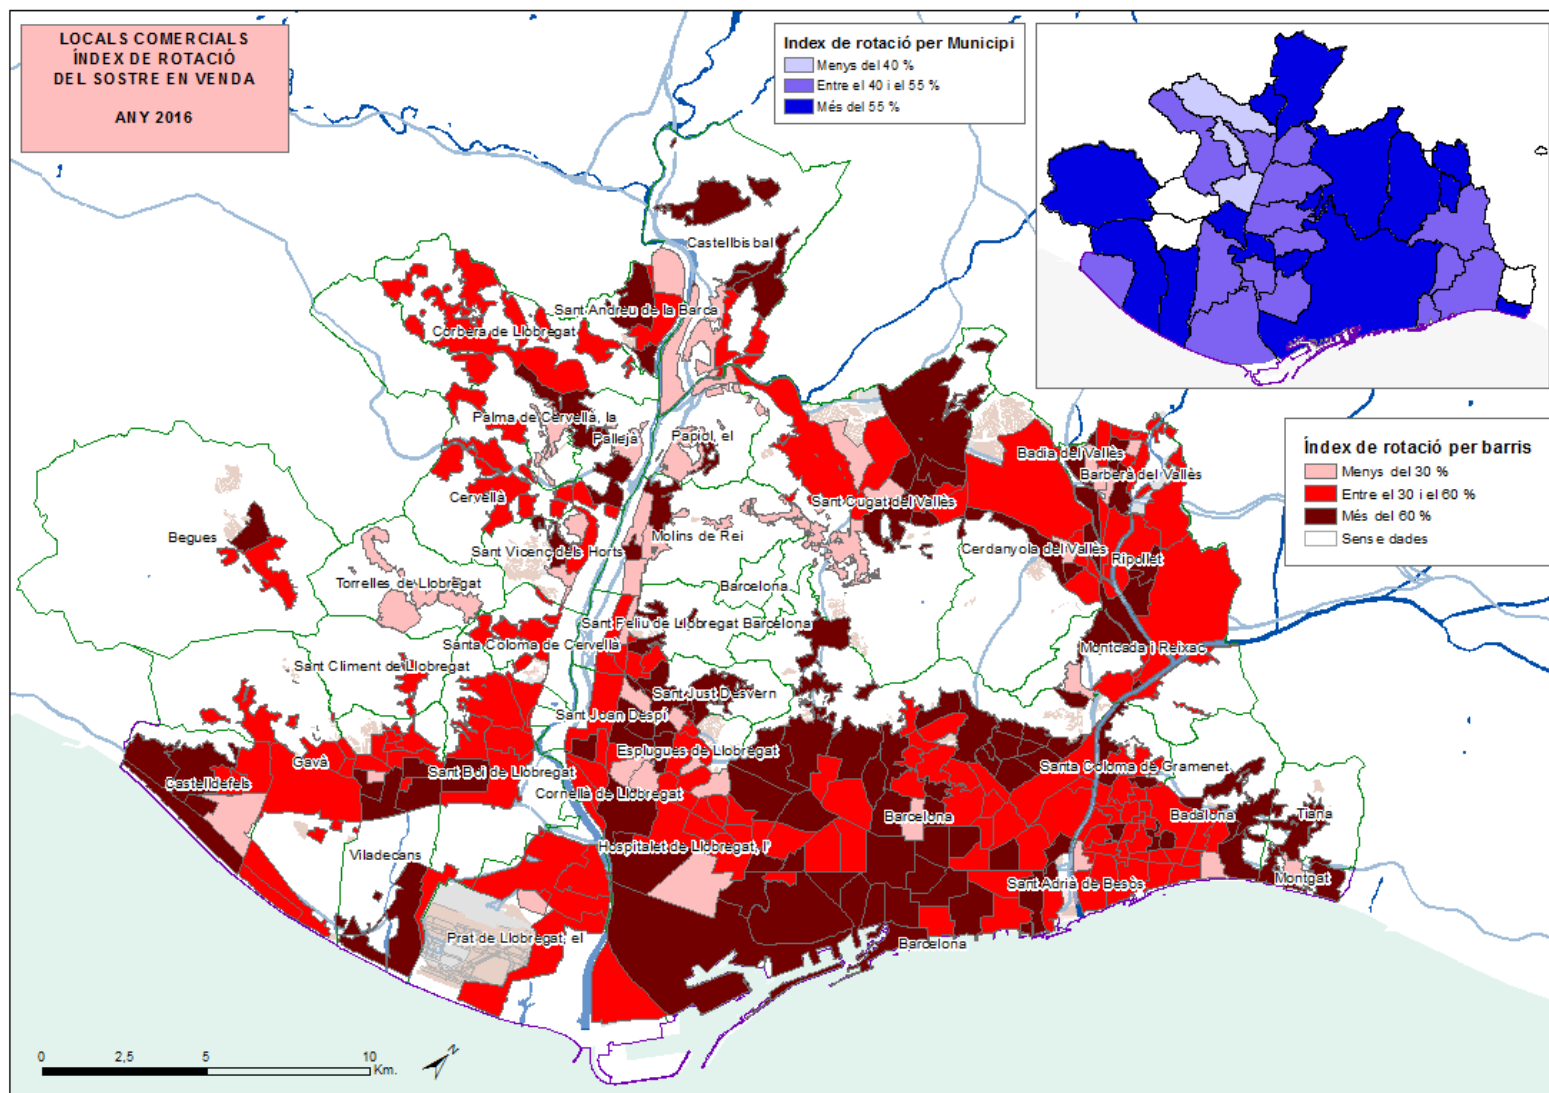 LOCALS COMERCIALS
ÍNDEX DE ROTACIÓ
DEL SOSTRE EN VENDA
ANY 2016
Index de rotació per Municipi
Menys del 40 %
Entre el 40 i el 55 %
Més del 55 %
Índex de rotació per barris
Menys del 30 %
Entre el 30 i el 60 %
Més del 60 %
Sense dades
Castellbisbal
Sant Andreu de la Barca
Corbera de Llobregat
Palma de Cervelló, la
Pallejà
Papiol, el
Badia del Vallès
Barberà del Vallès
Cervelló
Sant Cugat del Vallès
Begues
Molins de Rei
Sant Vicenç dels Horts
Cerdanyola del Vallès
Ripollet
Torrelles de Llobregat
Barcelona
Sant Feliu de Llobregat
Barcelona
Santa Coloma de Cervelló
Montcada i Reixac
Sant Climent de Llobregat
Sant Just Desvern
Sant Joan Despí
Esplugues de Llobregat
Gavà
Santa Coloma de Gramenet
Sant Boi de Llobregat
Castelldefels
Cornellà de Llobregat
Barcelona
Badalona
Tiana
Hospitalet de Llobregat, l'
Viladecans
Montgat
Sant Adrià de Besòs
Prat de Llobregat, el
Barcelona
0
2,5
5
10
Km.
N